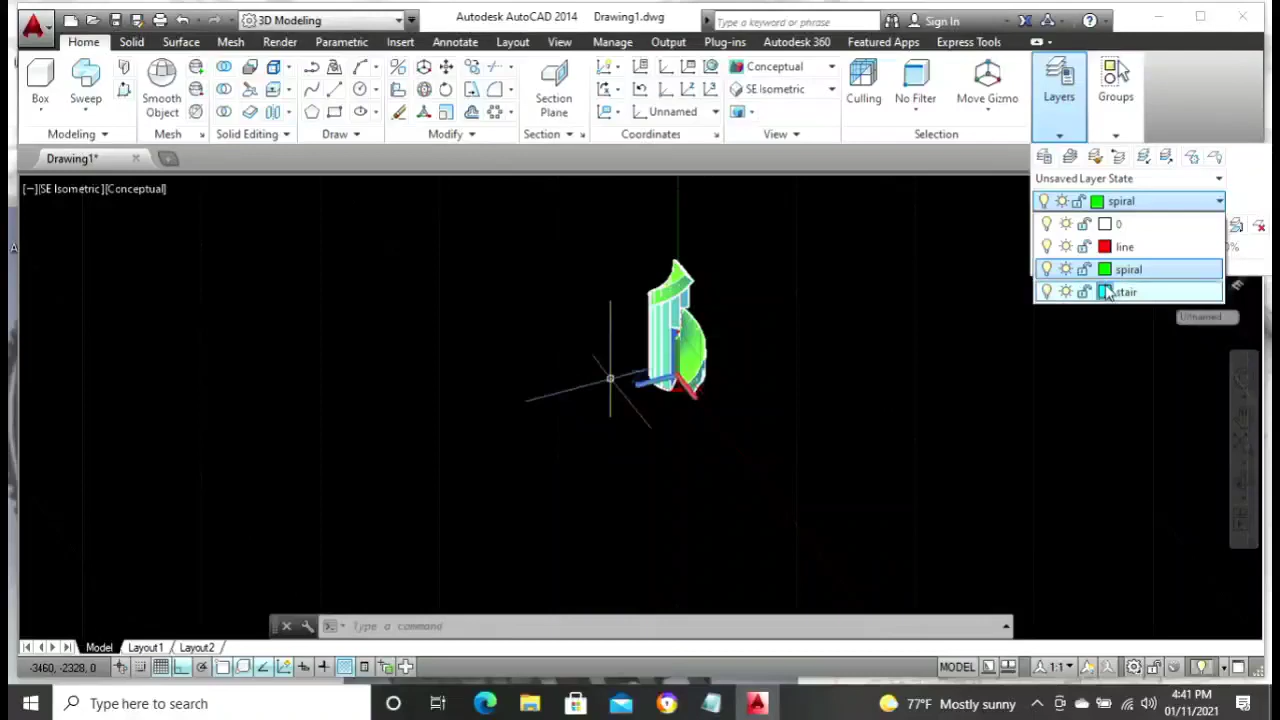 3D Modeling
Autodesk AutoCAD 2014 Drawing1.dwg
Type a keyword or phrase
Sign In
Home Solid Surface Mesh Render Parametric Insert Annotate Layout View Manage Output Plug-ins Autodesk 360 Featured Apps Express Tools
Box
Sweep
Smooth
Object
Section
Plane
Unnamed
Conceptual
SE Isometric
Culling
No Filter
Move Gizmo
Layers
Groups
Modeling Mesh Solid Editing Draw Modify Section Coordinates View Selection
Drawing1*
Unsaved Layer State
[−][SE Isometric][Conceptual]
spiral
0
line
spiral
stair
Unnamed
Type a command
Model Layout1 Layout2
-3460, -2328, 0
MODEL
1:1
Type here to search
77°F Mostly sunny
4:41 PM
01/11/2021